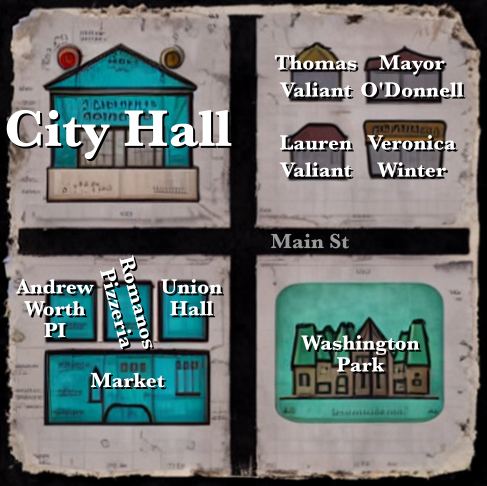 City Hall
Thomas
Valiant
Mayor
O'Donnell
Lauren
Valiant
Veronica
Winter
Main St
Andrew
Worth
PI
Romanos
Pizzeria
Union
Hall
Market
Washington
Park